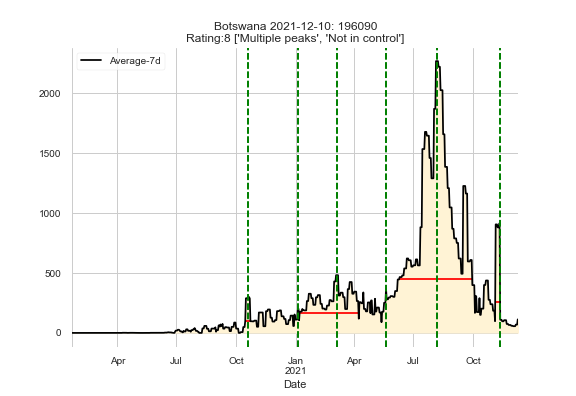 Botswana 2021-12-10: 196090
Rating:8 ['Multiple peaks', 'Not in control']
Average-7d
2000
1500
1000
500
0
Apr Jul Oct Jan Apr Jul Oct
2021
Date